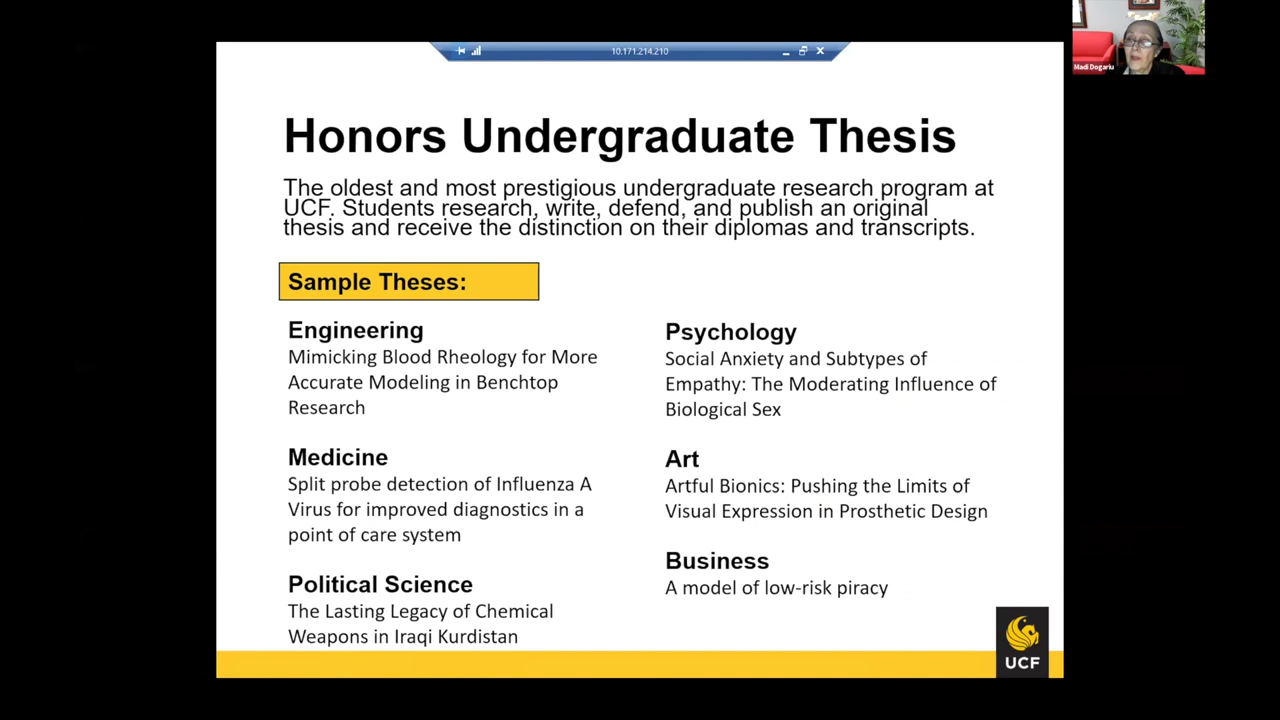 10.171.214.210
Madi Dogariu
Honors Undergraduate Thesis
The oldest and most prestigious undergraduate research program at
UCF. Students research, write, defend, and publish an original
thesis and receive the distinction on their diplomas and transcripts.
Sample Theses:
Engineering
Mimicking Blood Rheology for More
Accurate Modeling in Benchtop
Research
Medicine
Split probe detection of Influenza A
Virus for improved diagnostics in a
point of care system
Political Science
The Lasting Legacy of Chemical
Weapons in Iraqi Kurdistan
Psychology
Social Anxiety and Subtypes of
Empathy: The Moderating Influence of
Biological Sex
Art
Artful Bionics: Pushing the Limits of
Visual Expression in Prosthetic Design
Business
A model of low-risk piracy
UCF